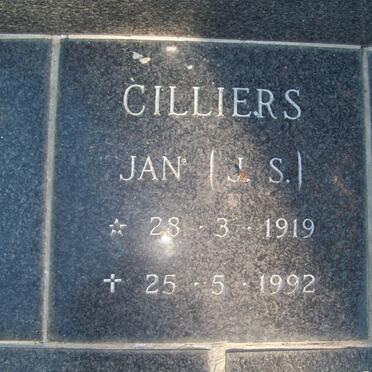 CILLIERS
JAN (J. S.)
☆ 28 · 3 · 1919
✝ 25 · 5 · 1992